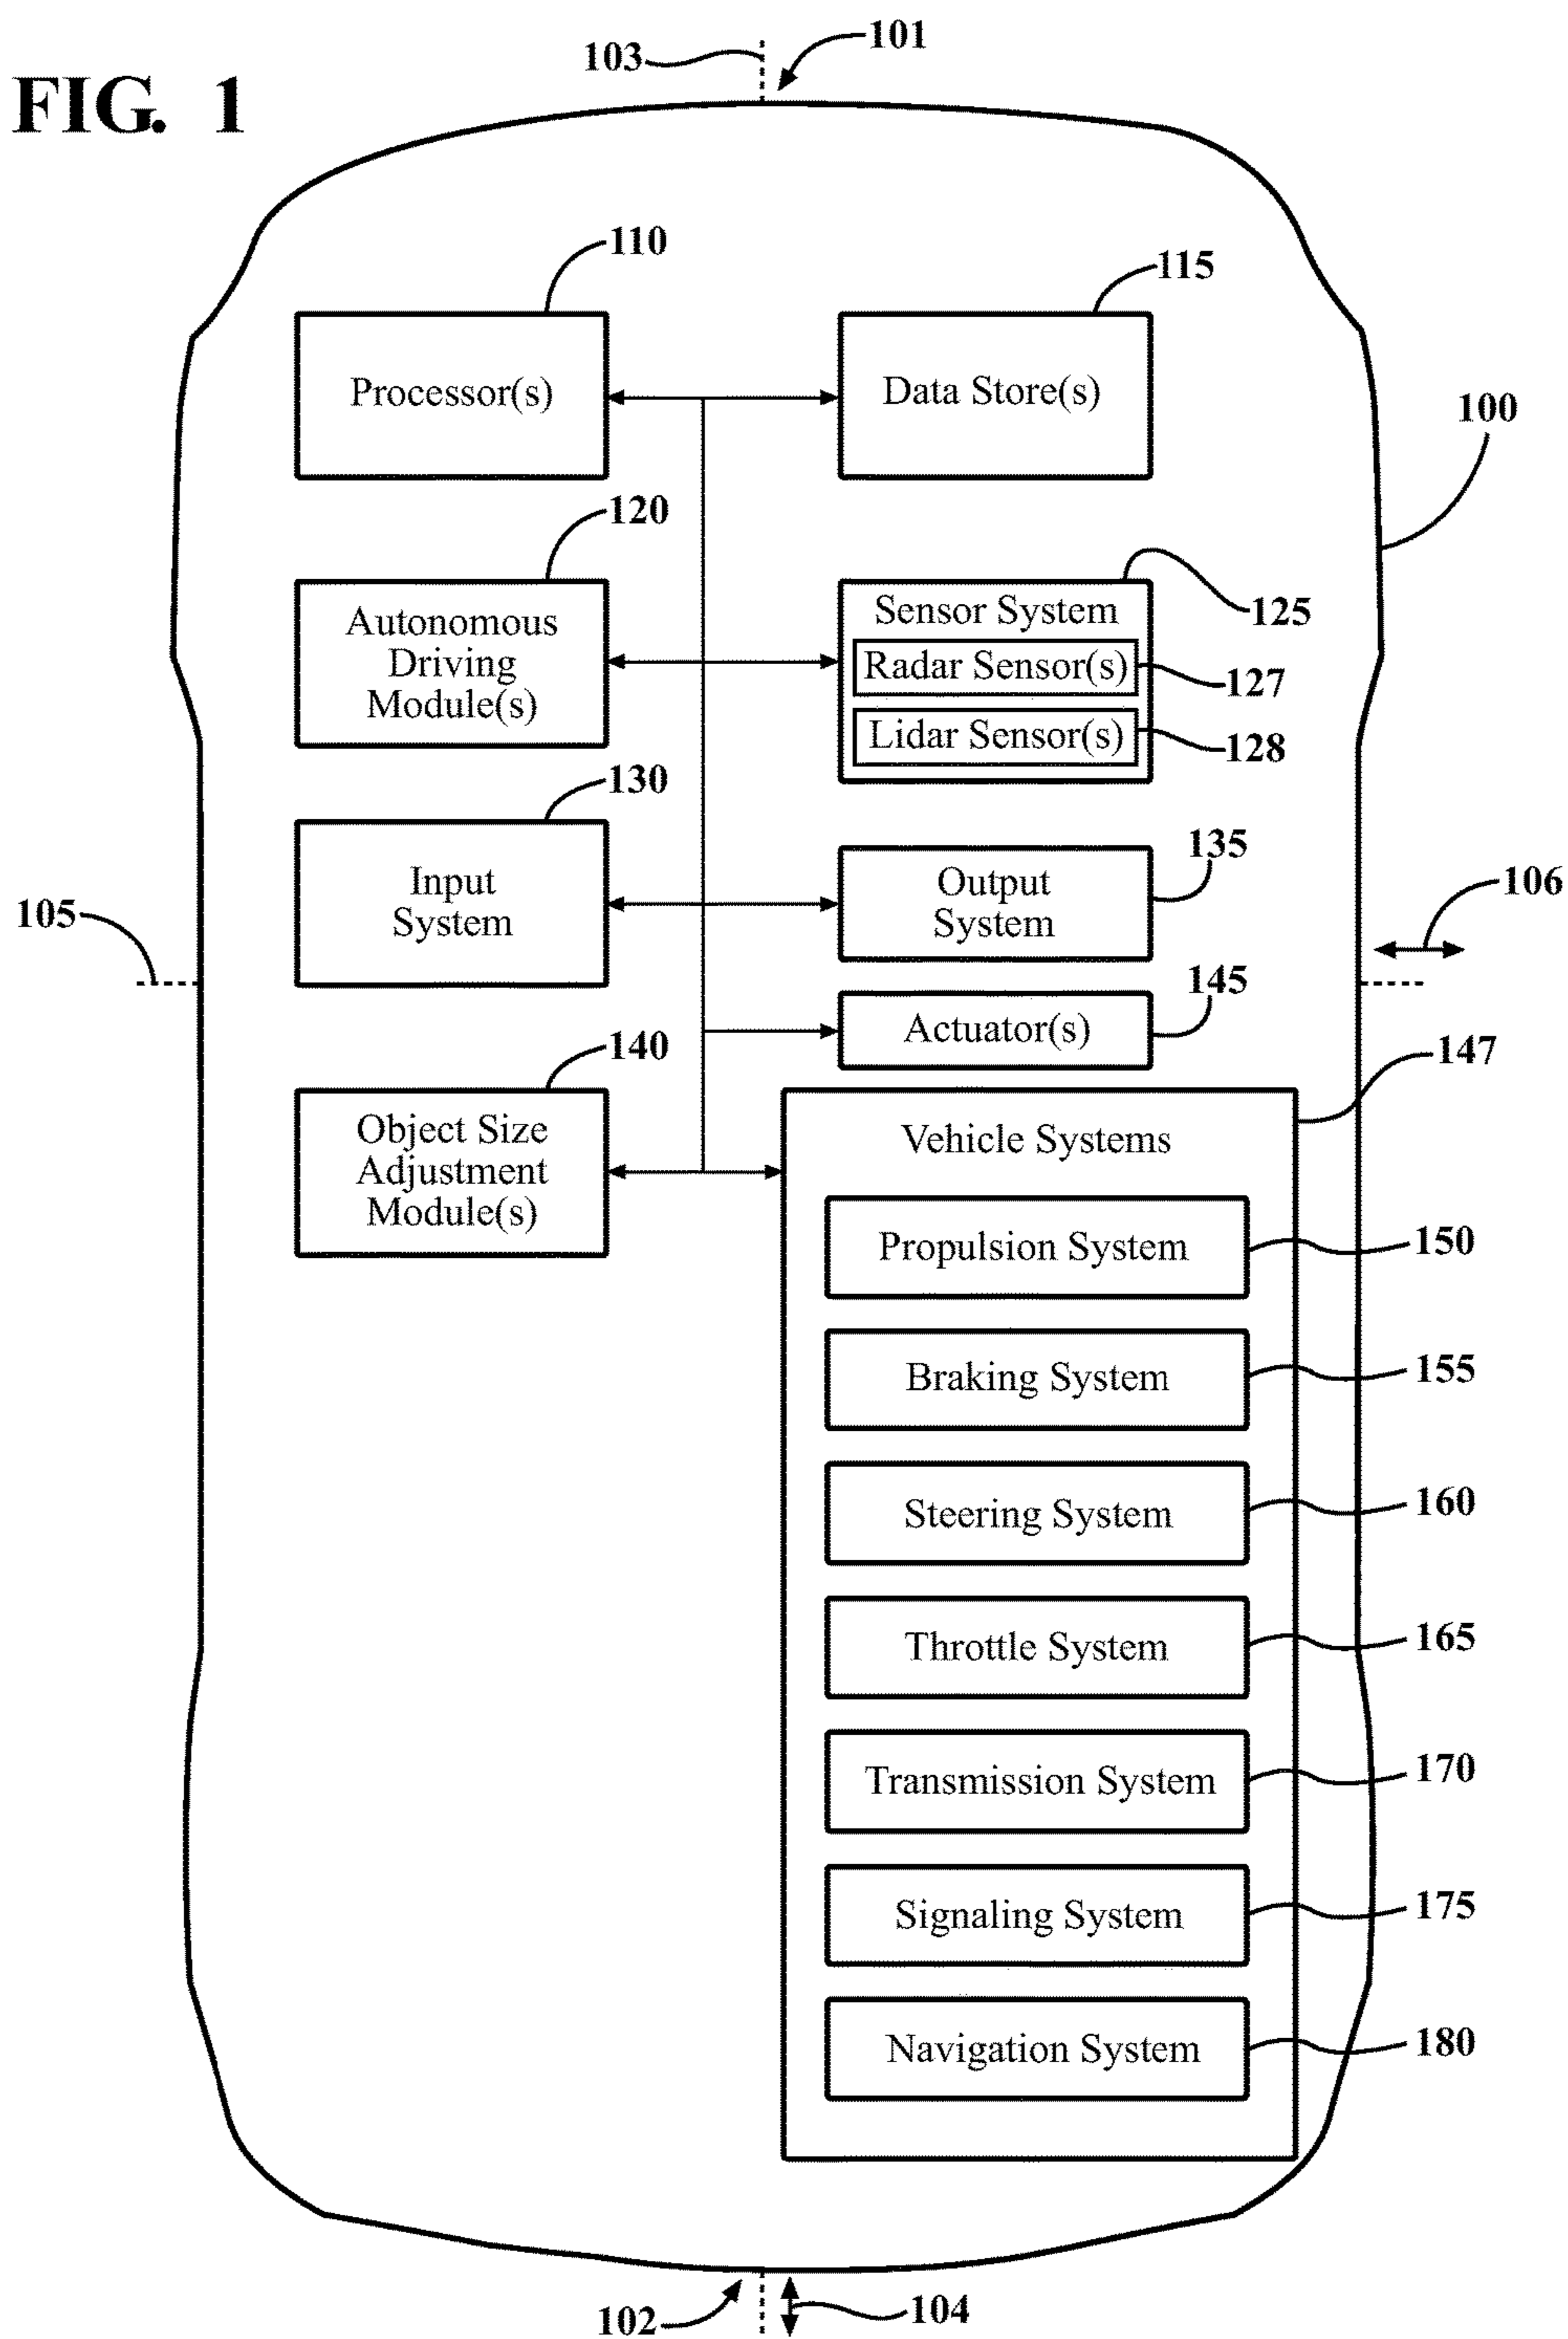 FIG. 1
103
101
110
115
Processor(s)
Data Store(s)
100
120
125
Autonomous
Driving
Module(s)
Sensor System
Radar Sensor(s)
127
Lidar Sensor(s)
128
130
135
Input
System
Output
System
105
106
145
Actuator(s)
140
147
Object Size
Adjustment
Module(s)
Vehicle Systems
Propulsion System
150
Braking System
155
Steering System
160
Throttle System
165
Transmission System
170
Signaling System
175
Navigation System
180
102
104